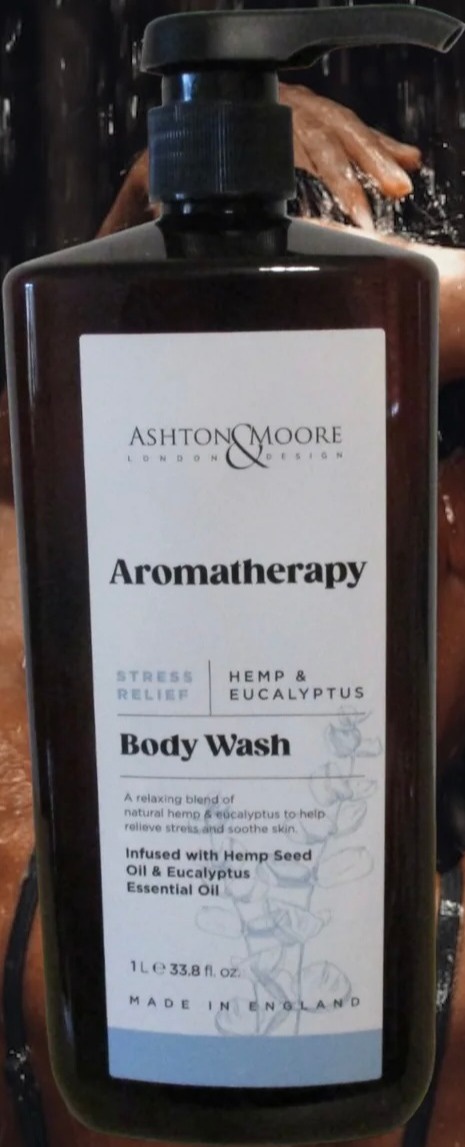 ASHTON & MOORE
LONDON DESIGN
Aromatherapy
STRESS RELIEF
HEMP & EUCALYPTUS
Body Wash
A relaxing blend of
natural hemp & eucalyptus to help
relieve stress and soothe skin.
Infused with Hemp Seed
Oil & Eucalyptus
Essential Oil
1 L ℮ 33.8 fl. oz.
MADE IN ENGLAND